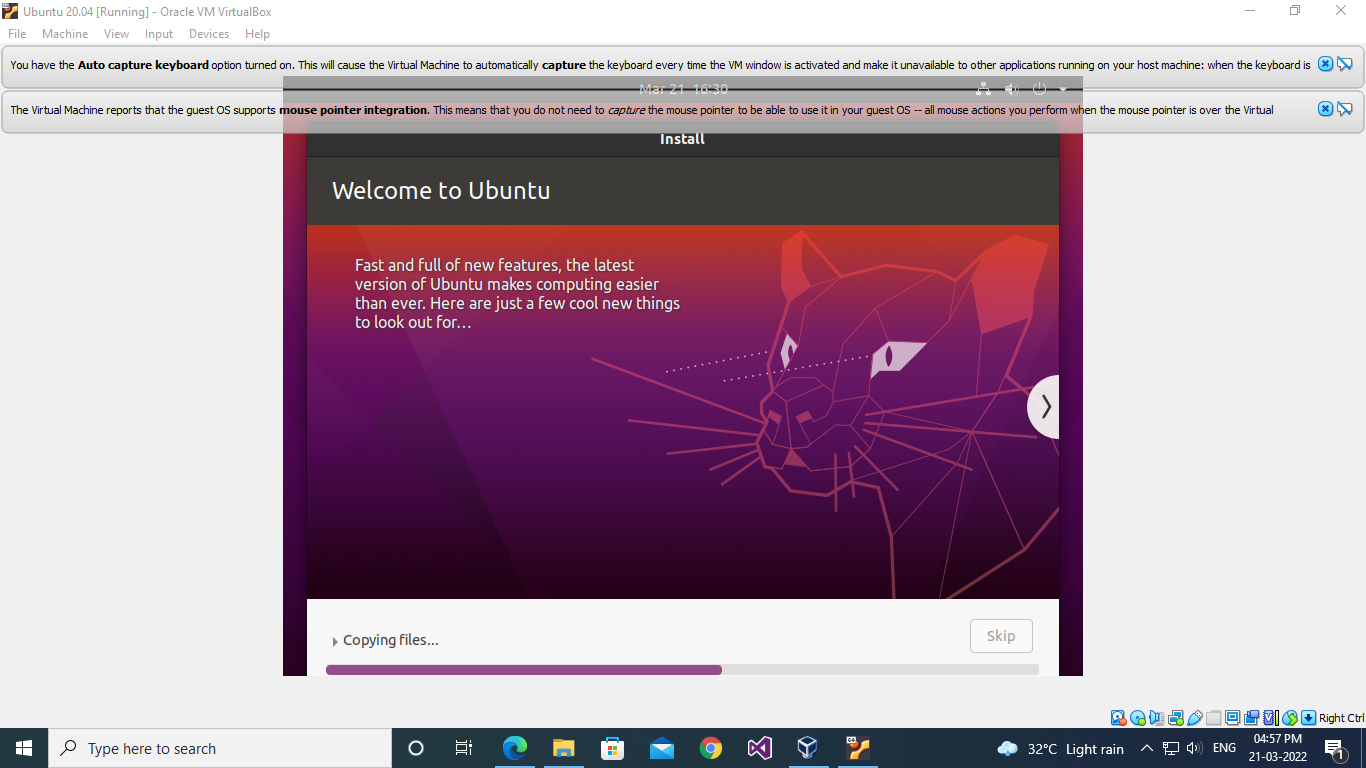 Ubuntu 20.04 [Running] - Oracle VM VirtualBox
File Machine View Input Devices Help
You have the Auto capture keyboard option turned on. This will cause the Virtual Machine to automatically capture the keyboard every time the VM window is activated and make it unavailable to other applications running on your host machine: when the keyboard is
Mar 21 16:30
The Virtual Machine reports that the guest OS supports mouse pointer integration. This means that you do not need to capture the mouse pointer to be able to use it in your guest OS -- all mouse actions you perform when the mouse pointer is over the Virtual
Install
Welcome to Ubuntu
Fast and full of new features, the latest
version of Ubuntu makes computing easier
than ever. Here are just a few cool new things
to look out for...
Copying files...
Skip
Right Ctrl
Type here to search
64
32°C Light rain
ENG
04:57 PM
21-03-2022
1